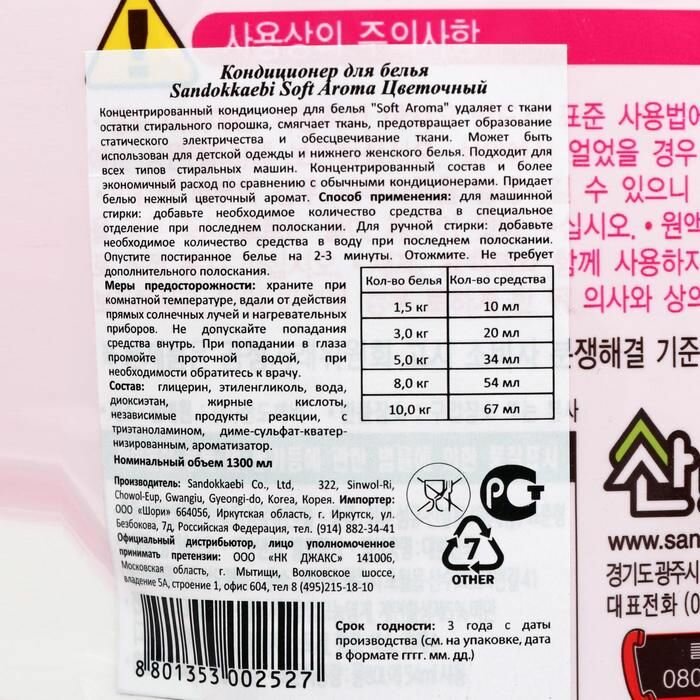 사용상의 주의사항
Кондиционер для белья
Sandokkaebi Soft Aroma Цветочный
Концентрированный кондиционер для белья "Soft Aroma" удаляет с ткани
остатки стирального порошка, смягчает ткань, предотвращает образование
статического электричества и обесцвечивание ткани. Может быть
использован для детской одежды и нижнего женского белья. Подходит для
всех типов стиральных машин. Концентрированный состав и более
экономичный расход по сравнению с обычными кондиционерами. Придает
белью нежный цветочный аромат. Способ применения: для машинной
стирки: добавьте необходимое количество средства в специальное
отделение при последнем полоскании. Для ручной стирки: добавьте
необходимое количество средства в воду при последнем полоскании.
Опустите постиранное белье на 2-3 минуты. Отожмите. Не требует
дополнительного полоскания.
Меры предосторожности: храните при
комнатной температуре, вдали от действия
прямых солнечных лучей и нагревательных
приборов. Не допускайте попадания
средства внутрь. При попадании в глаза
промойте проточной водой, при
необходимости обратитесь к врачу.
Состав: глицерин, этиленгликоль, вода,
диоксиэтан, жирные кислоты,
независимые продукты реакции, с
триэтаноламином, диме-сульфат-кватер-
низированным, ароматизатор.
Номинальный объем 1300 мл
Кол-во белья Кол-во средства
1,5 кг 10 мл
3,0 кг 20 мл
5,0 кг 34 мл
8,0 кг 54 мл
10,0 кг 67 мл
Производитель: Sandokkaebi Co., Ltd, 322, Sinwol-Ri,
Chowol-Eup, Gwangiu, Gyeongi-do, Korea, Корея. Импортер:
ООО «Шори» 664056, Иркутская область, г. Иркутск, ул.
Безбокова, 7д, Российская Федерация, тел. (914) 882-34-41
Официальный дистрибьютор, лицо уполномоченное
принимать претензии: ООО «НК ДЖАКС» 141006,
Московская область, г. Мытищи, Волковское шоссе,
владение 5А, строение 1, офис 604, тел 8 (495)215-18-10
РСТ
7
OTHER
Срок годности: 3 года с даты
производства (см. на упаковке, дата
в формате гггг. мм. дд.)
8 801353 002527
표준 사용법에
얼었을 경우
수 있으니
십시오. • 원액
함께 사용하지
의사와 상의
분쟁해결 기준
산
www.san
경기도광주시
대표전화 (0
080